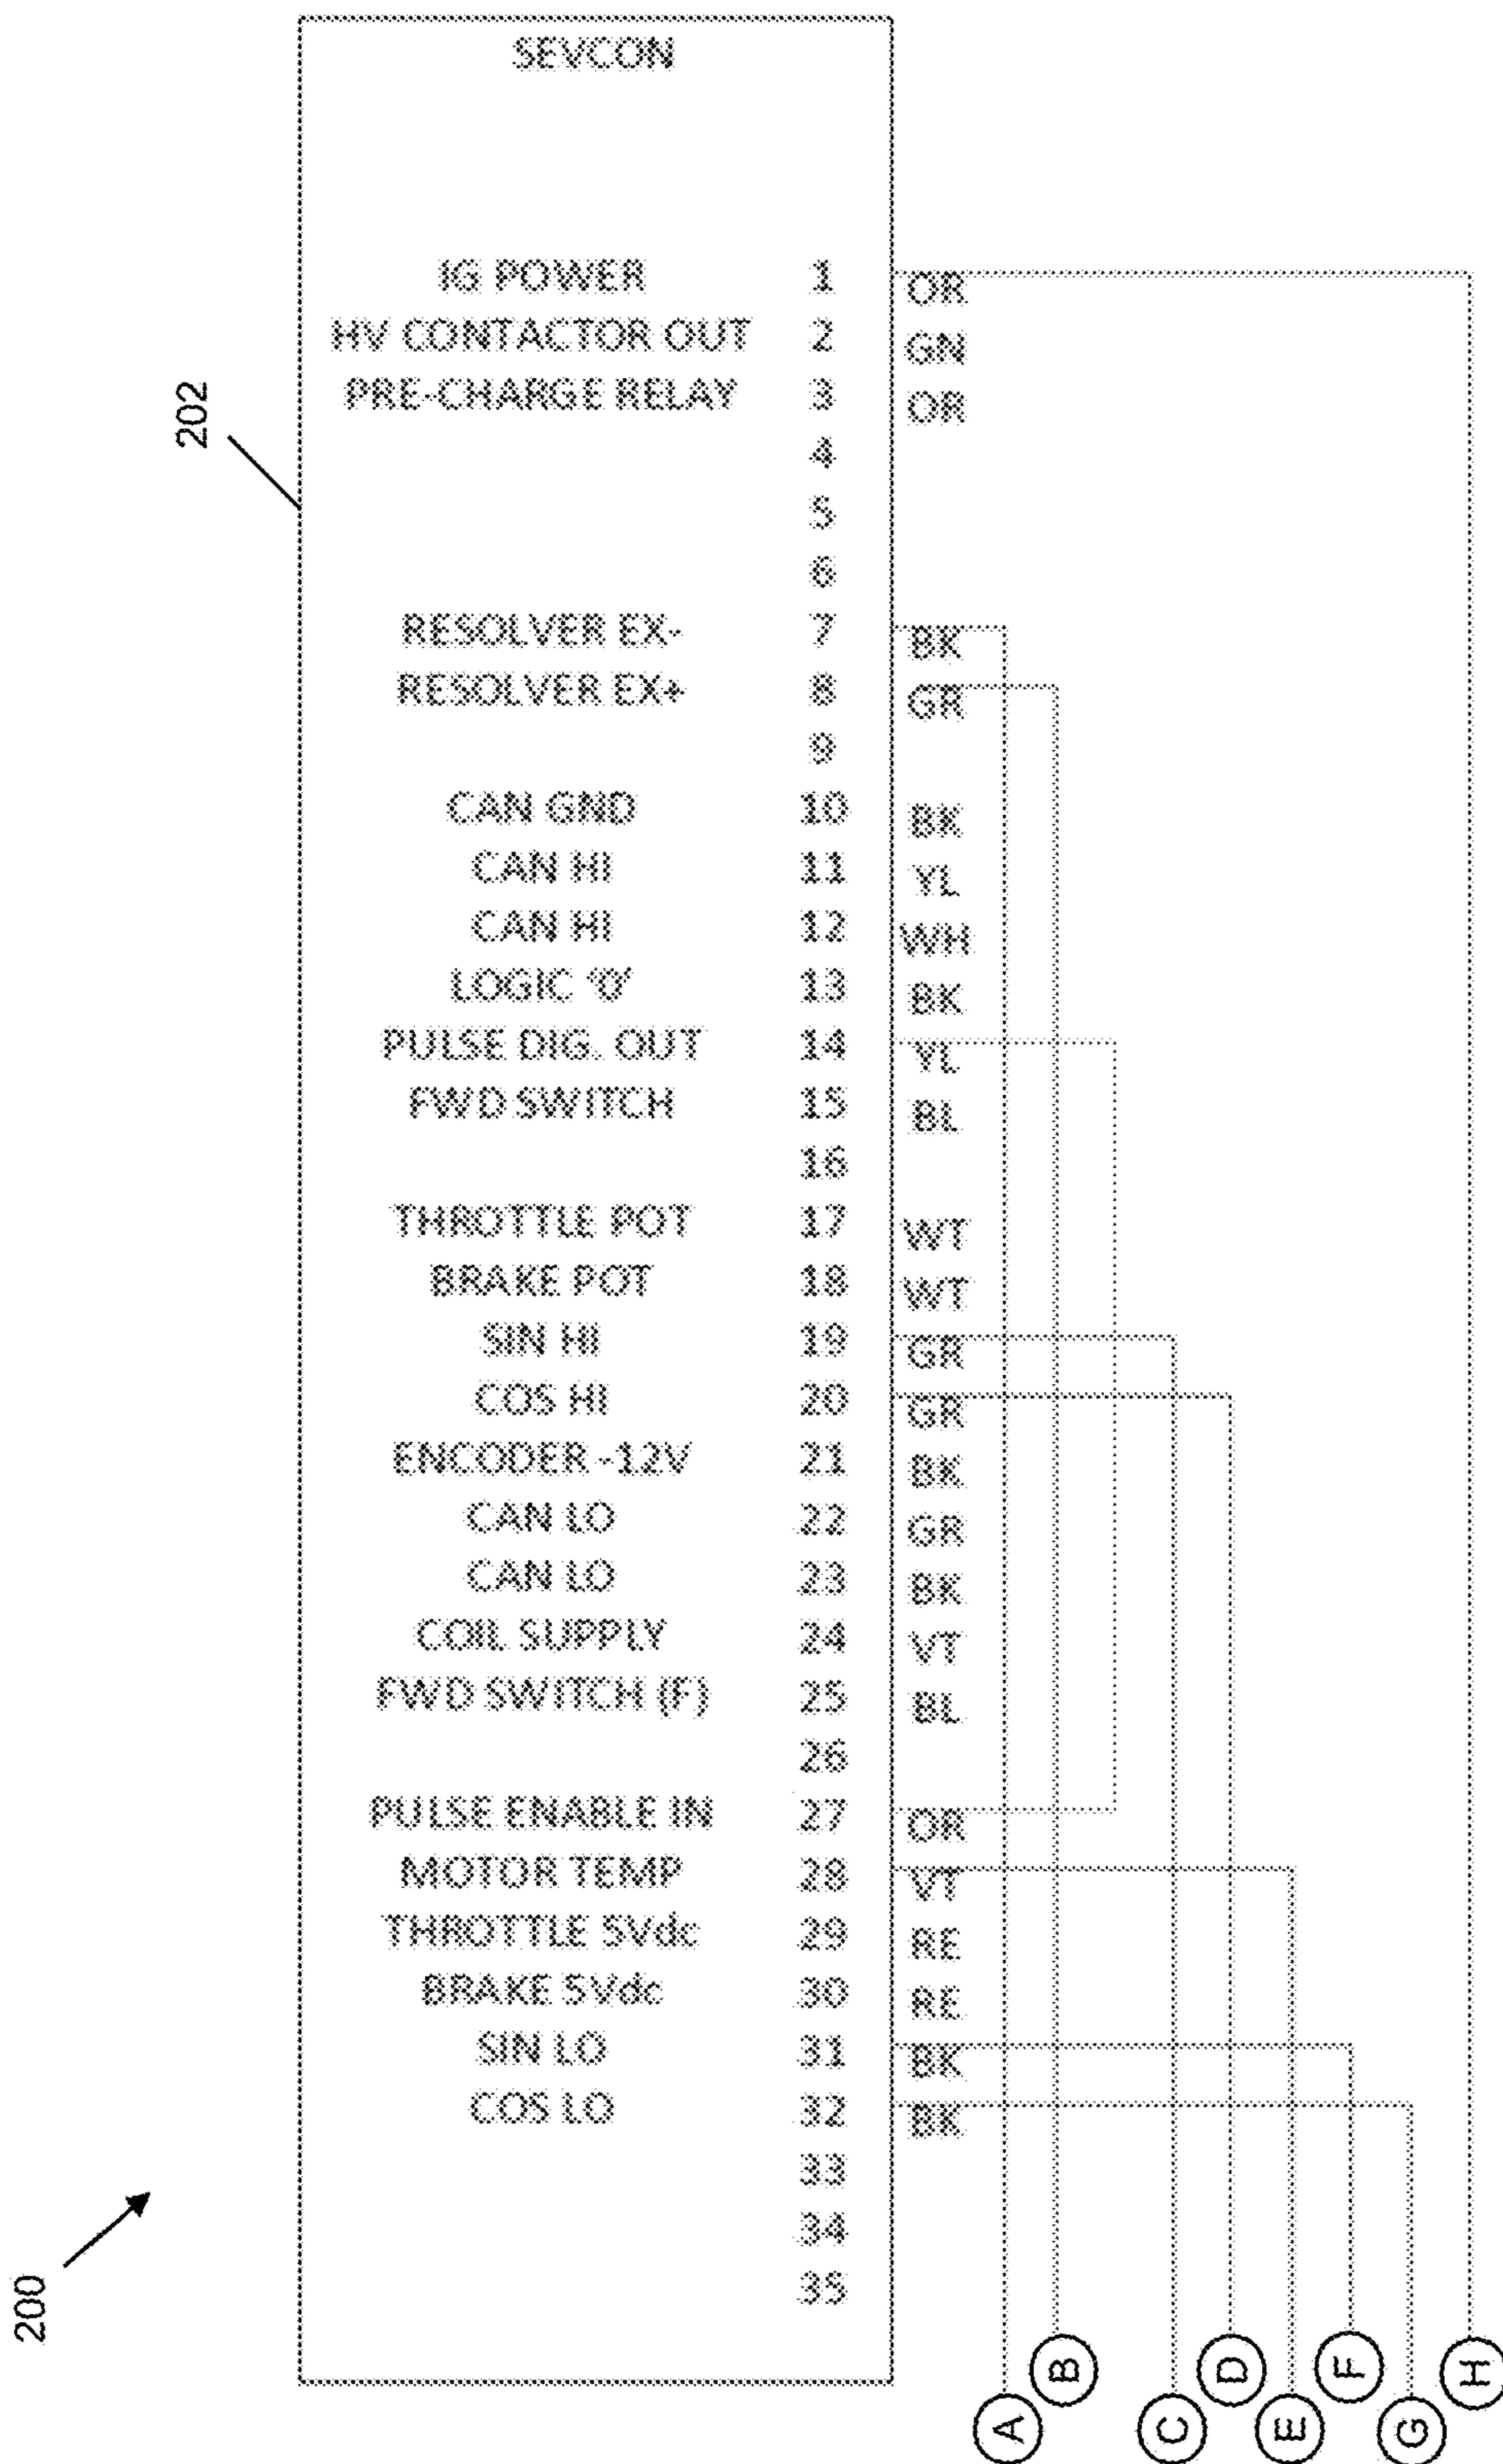 SEVCON
202
IG POWER 1 OR
HV CONTACTOR OUT 2 GN
PRE-CHARGE RELAY 3 OR
4
5
6
RESOLVER EX- 7 BK
RESOLVER EX+ 8 GR
9
CAN GND 10 BK
CAN HI 11 YL
CAN HI 12 WH
LOGIC '0' 13 BK
PULSE DIG. OUT 14 YL
FWD SWITCH 15 BL
16
THROTTLE POT 17 WT
BRAKE POT 18 WT
SIN HI 19 GR
COS HI 20 GR
ENCODER -12V 21 BK
CAN LO 22 GR
CAN LO 23 BK
COIL SUPPLY 24 VT
FWD SWITCH (F) 25 BL
26
PULSE ENABLE IN 27 OR
MOTOR TEMP 28 VT
THROTTLE 5Vdc 29 RE
BRAKE 5Vdc 30 RE
SIN LO 31 BK
COS LO 32 BK
33
34
35
200
A
B
C
D
E
F
G
H